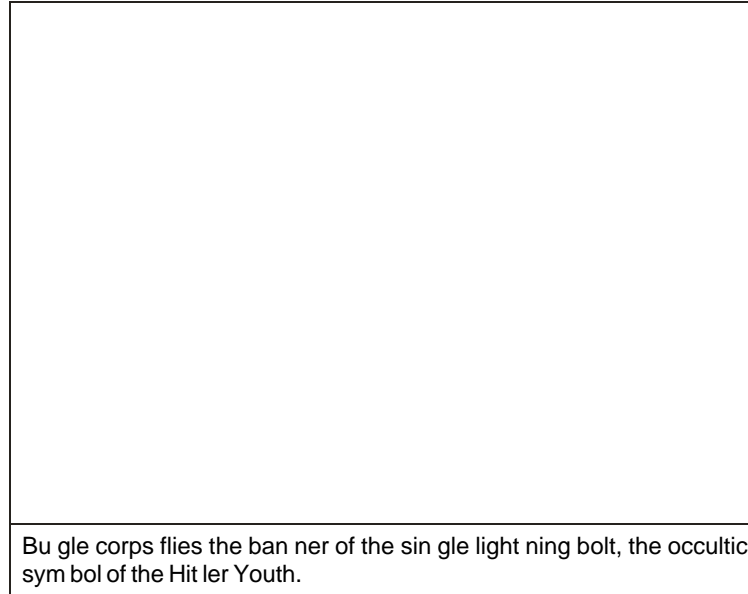 Bu gle corps flies the ban ner of the sin gle light ning bolt, the occultic
sym bol of the Hit ler Youth.